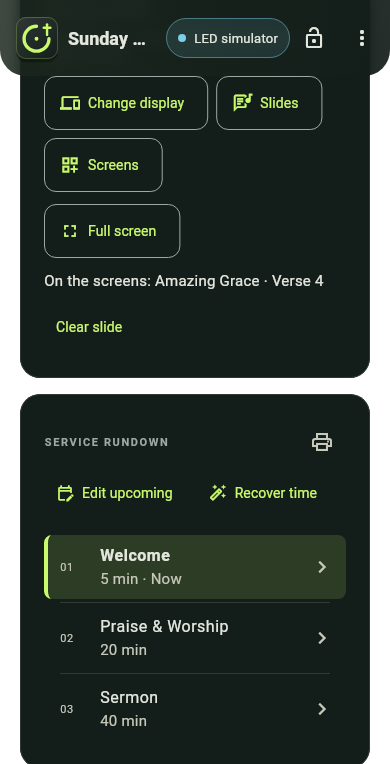 Sunday ...
LED simulator
Change display
Slides
Screens
Full screen
On the screens: Amazing Grace · Verse 4
Clear slide
SERVICE RUNDOWN
Edit upcoming
Recover time
01
Welcome
5 min · Now
02
Praise & Worship
20 min
03
Sermon
40 min